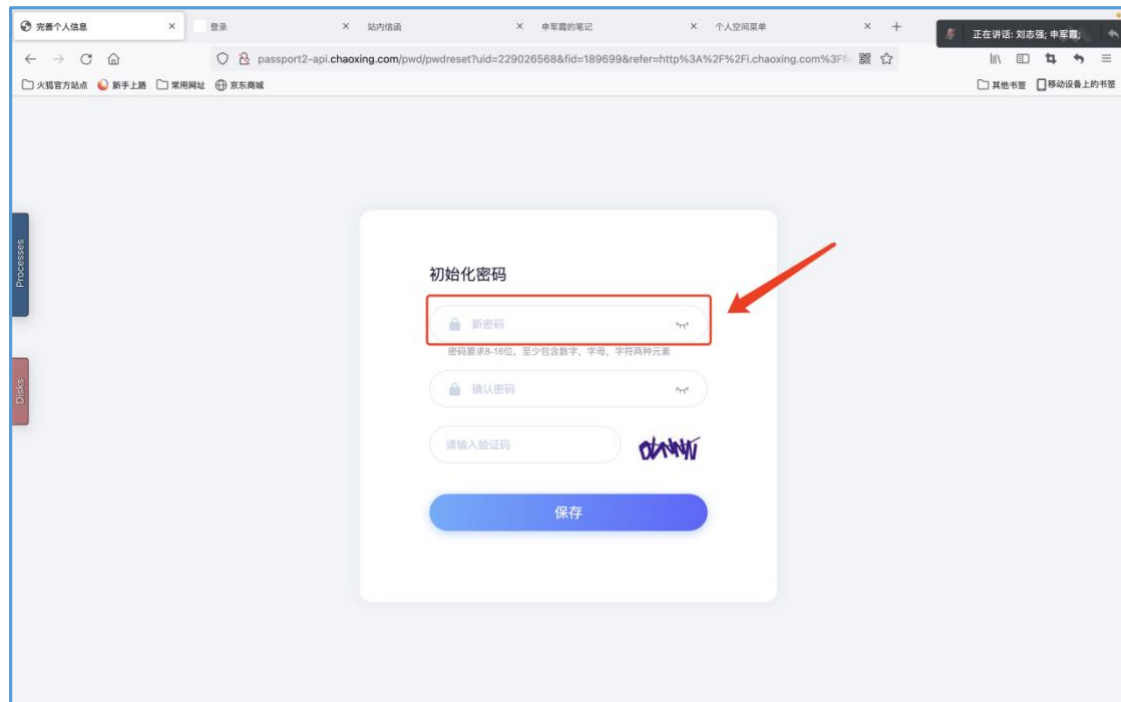 完善个人信息
登录
站内信函
申军霞的笔记
个人空间菜单
正在讲话: 刘志强; 申军霞;
passport2-api.chaoxing.com/pwd/pwdreset?uid=229026568&fid=189699&refer=http%3A%2F%2Fi.chaoxing.com%3Ffi
火狐官方站点 新手上路 常用网址 京东商城
其他书签 移动设备上的书签
Processes
Disks
初始化密码
新密码
密码要求8-16位，至少包含数字，字母，字符两种元素
确认密码
请输入验证码
保存